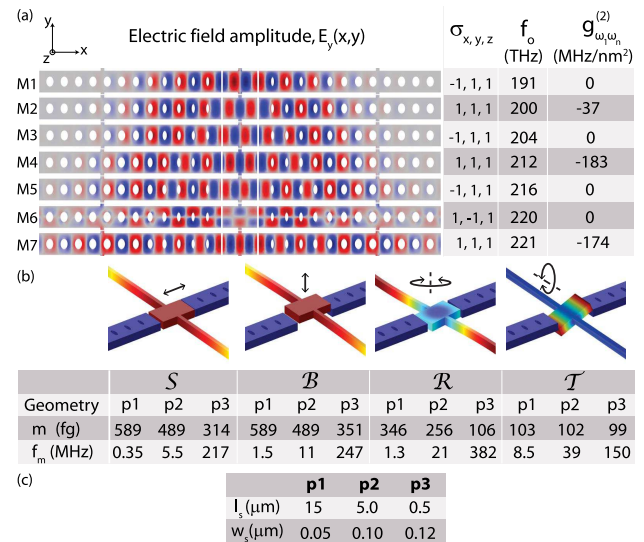 (a)
y
z
x
Electric field amplitude, E_y(x,y)
σ_x, y, z
f_o (THz)
g^(2)_ω₁ωₙ (MHz/nm²)
M1 -1, 1, 1 191 0
M2 1, 1, 1 200 -37
M3 -1, 1, 1 204 0
M4 1, 1, 1 212 -183
M5 -1, 1, 1 216 0
M6 1, -1, 1 220 0
M7 1, 1, 1 221 -174
(b)
S B R T
Geometry p1 p2 p3 p1 p2 p3 p1 p2 p3 p1 p2 p3
m (fg) 589 489 314 589 489 351 346 256 106 103 102 99
f_m (MHz) 0.35 5.5 217 1.5 11 247 1.3 21 382 8.5 39 150
(c)
p1 p2 p3
l_s (μm) 15 5.0 0.5
w_s (μm) 0.05 0.10 0.12